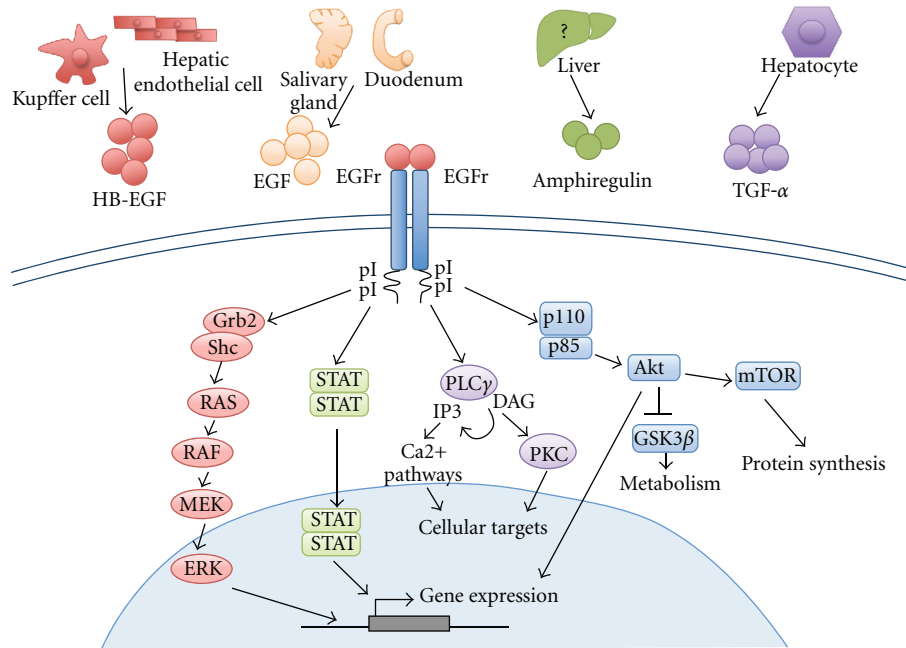 Kupffer cell
Hepatic
endothelial cell
HB-EGF
Salivary
gland
Duodenum
EGF
?
Liver
Amphiregulin
Hepatocyte
TGF-α
EGFr
EGFr
pI
pI
pI
pI
Grb2
Shc
RAS
RAF
MEK
ERK
STAT
STAT
STAT
STAT
PLCγ
IP3
DAG
Ca2+
pathways
PKC
Cellular targets
p110
p85
Akt
mTOR
GSK3β
Metabolism
Protein synthesis
Gene expression